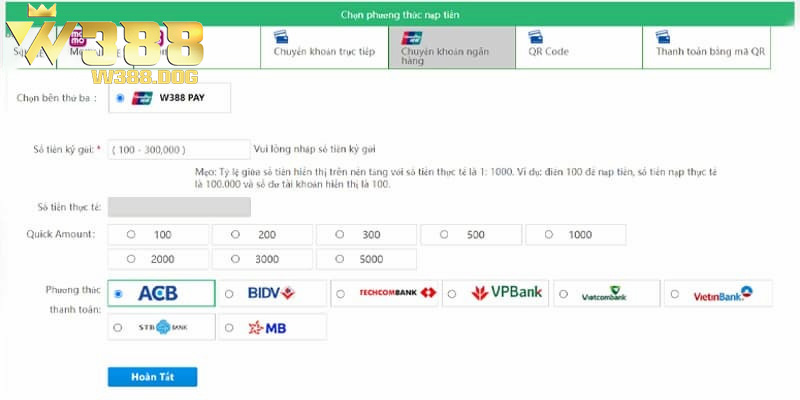 Chọn phương thức nạp tiền
W388
W388.DOG
mo
mo
Chuyển khoản trực tiếp
Chuyển khoản ngân
hàng
QR Code
Thanh toán bằng mã QR
Chọn bên thứ ba :
W388 PAY
Số tiền ký gửi: *
( 100 - 300,000 )
Vui lòng nhập số tiền ký gửi
Mẹo: Tỷ lệ giữa số tiền hiển thị trên nền tảng với số tiền thực tế là 1: 1000. Ví dụ: điền 100 để nạp tiền, số tiền nạp thực tế
là 100.000 và số dư tài khoản hiển thị là 100.
Số tiền thực tế:
Quick Amount:
100
200
300
500
1000
2000
3000
5000
Phương thức
thanh toán:
ACB
BIDV
TECHCOMBANK
VPBank
Vietcombank
VietinBank
STB BANK
MB
Hoàn Tất